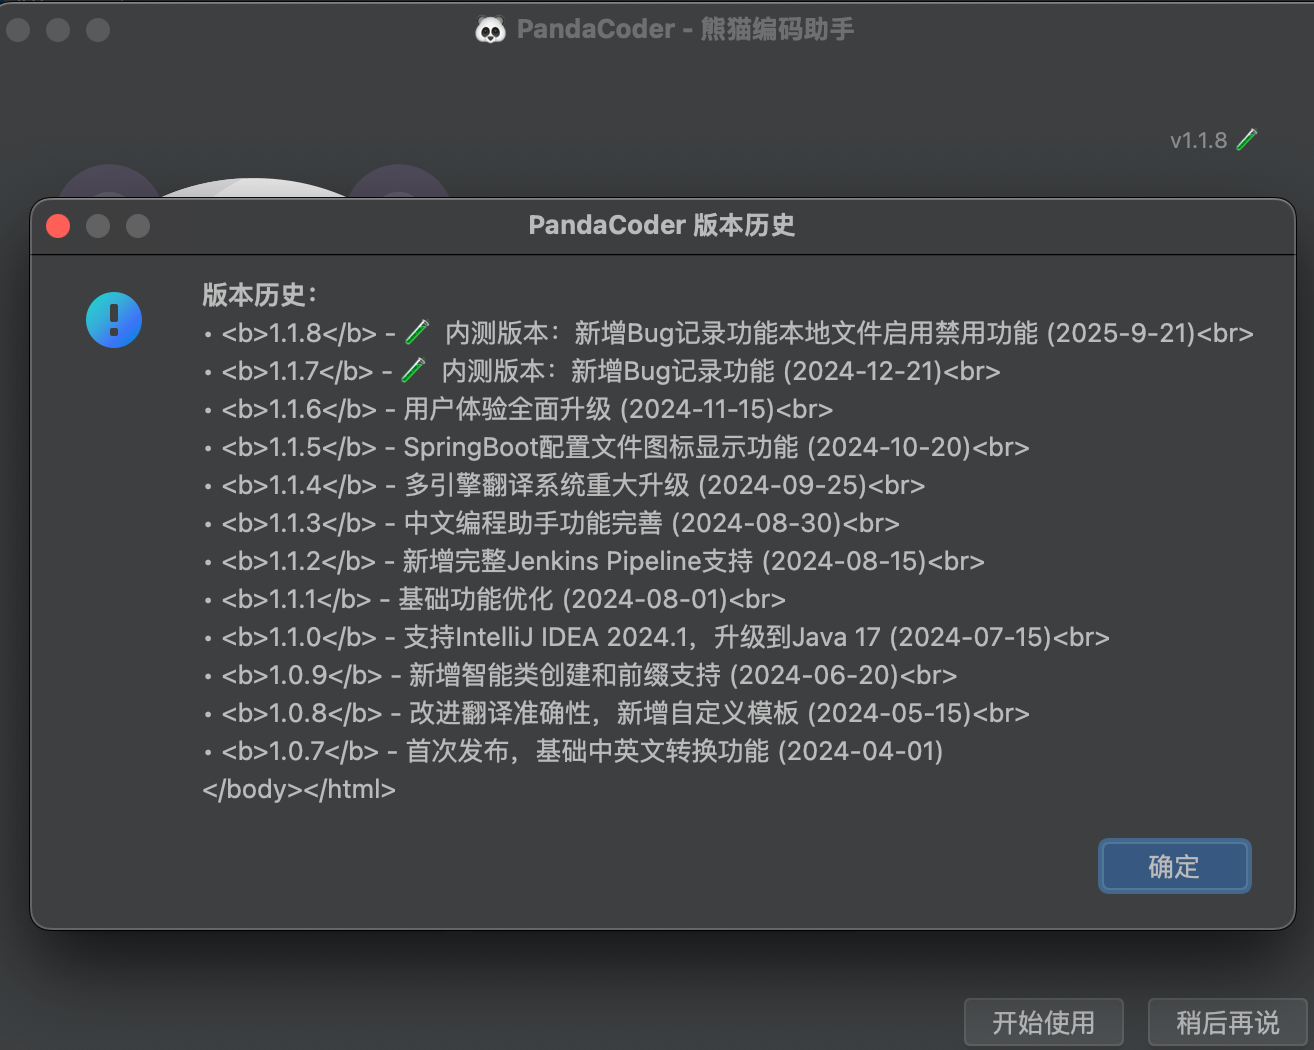 PandaCoder - 熊猫编码助手
v1.1.8
PandaCoder 版本历史
版本历史：
• <b>1.1.8</b> - 🧪 内测版本：新增Bug记录功能本地文件启用禁用功能 (2025-9-21)<br>
• <b>1.1.7</b> - 🧪 内测版本：新增Bug记录功能 (2024-12-21)<br>
• <b>1.1.6</b> - 用户体验全面升级 (2024-11-15)<br>
• <b>1.1.5</b> - SpringBoot配置文件图标显示功能 (2024-10-20)<br>
• <b>1.1.4</b> - 多引擎翻译系统重大升级 (2024-09-25)<br>
• <b>1.1.3</b> - 中文编程助手功能完善 (2024-08-30)<br>
• <b>1.1.2</b> - 新增完整Jenkins Pipeline支持 (2024-08-15)<br>
• <b>1.1.1</b> - 基础功能优化 (2024-08-01)<br>
• <b>1.1.0</b> - 支持IntelliJ IDEA 2024.1，升级到Java 17 (2024-07-15)<br>
• <b>1.0.9</b> - 新增智能类创建和前缀支持 (2024-06-20)<br>
• <b>1.0.8</b> - 改进翻译准确性，新增自定义模板 (2024-05-15)<br>
• <b>1.0.7</b> - 首次发布，基础中英文转换功能 (2024-04-01)
</body></html>
确定
开始使用
稍后再说